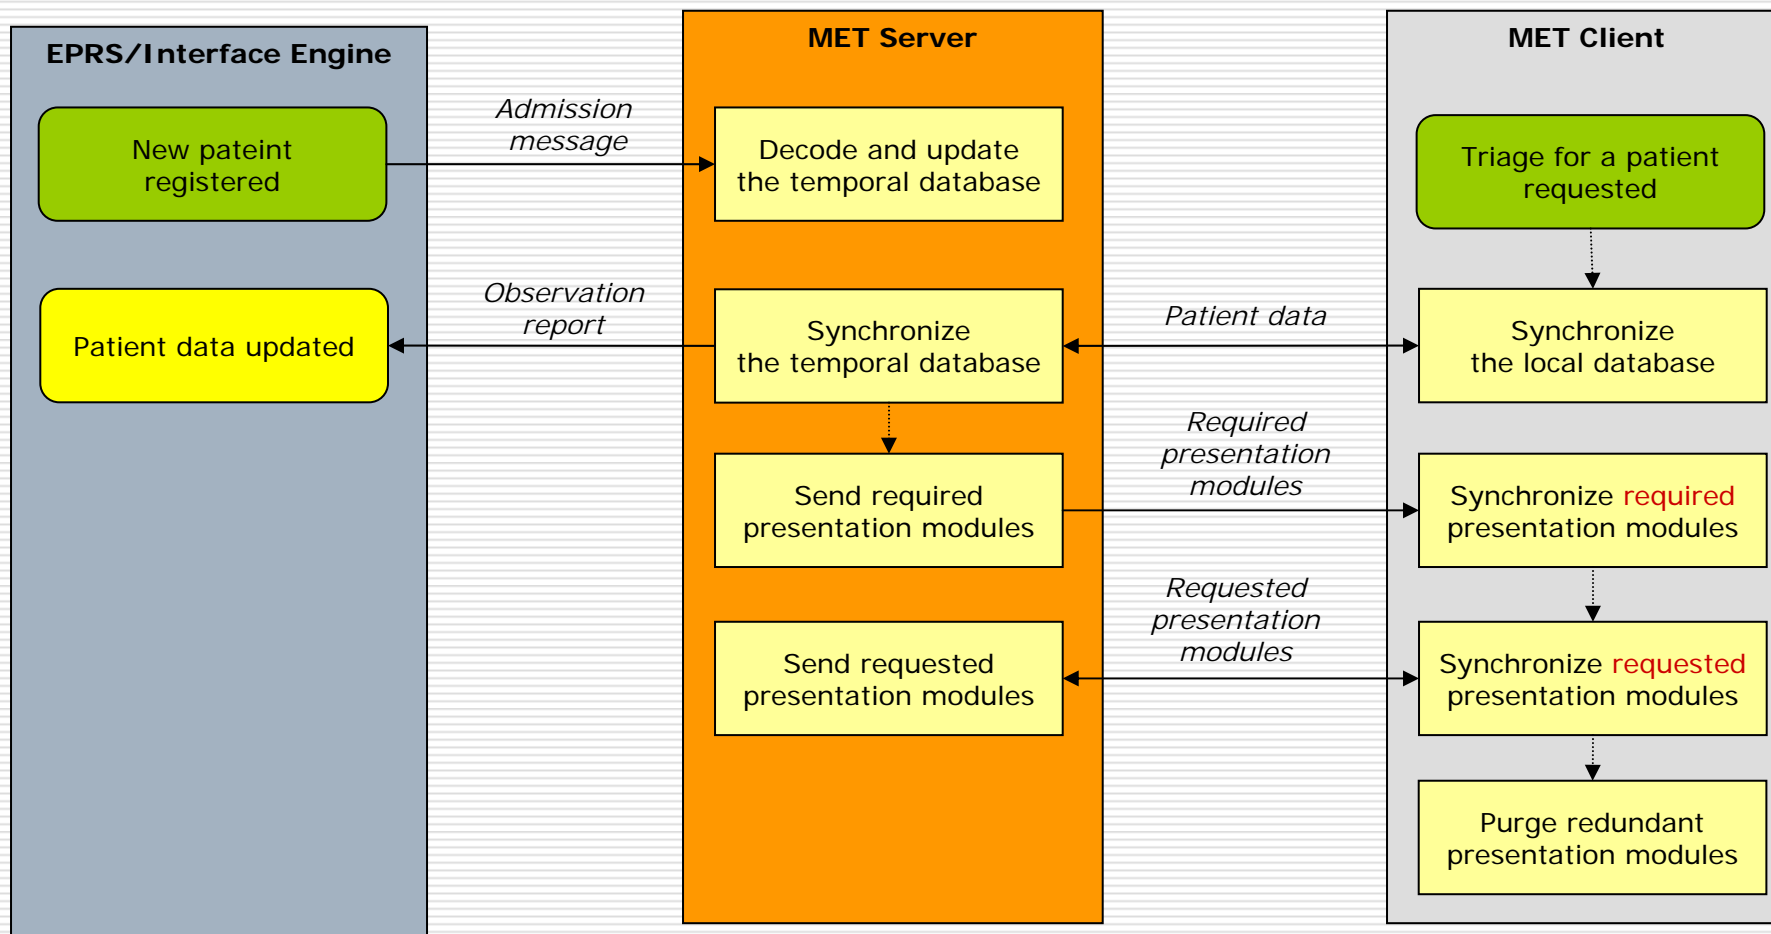 EPRS/Interface Engine
New pateint
registered
Patient data updated
Admission
message
Observation
report
MET Server
Decode and update
the temporal database
Synchronize
the temporal database
Send required
presentation modules
Send requested
presentation modules
Patient data
Required
presentation
modules
Requested
presentation
modules
MET Client
Triage for a patient
requested
Synchronize
the local database
Synchronize required
presentation modules
Synchronize requested
presentation modules
Purge redundant
presentation modules